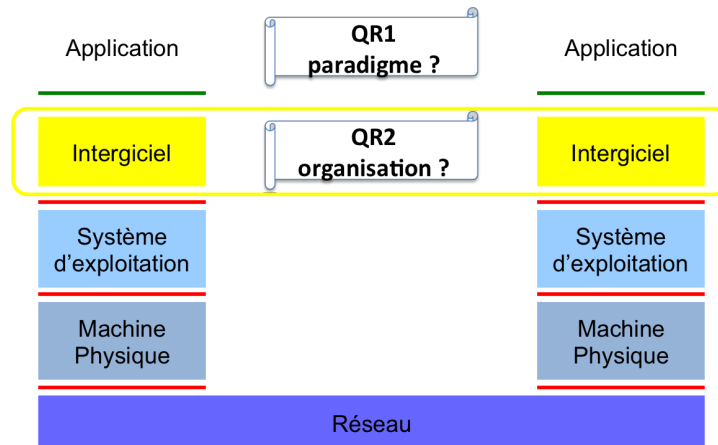 Application
QR1
paradigme ?
Application
Intergiciel
QR2
organisation ?
Intergiciel
Système
d'exploitation
Système
d'exploitation
Machine
Physique
Machine
Physique
Réseau